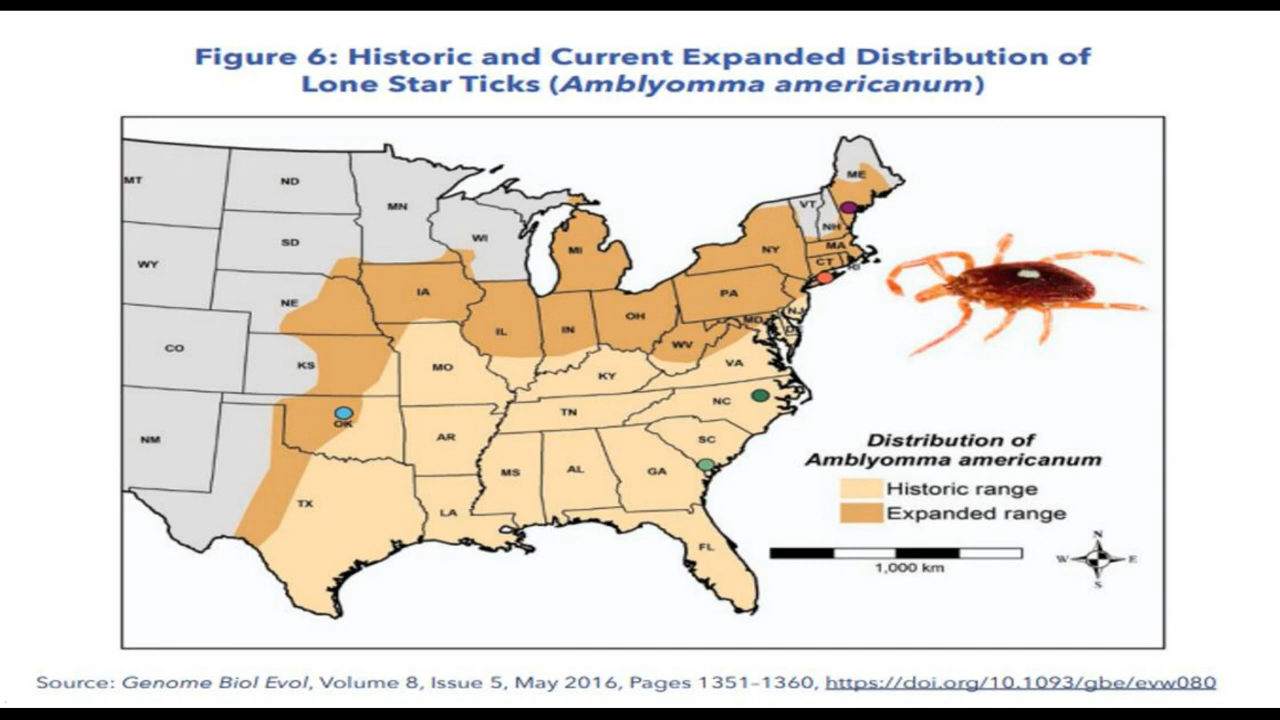 Figure 6: Historic and Current Expanded Distribution of
Lone Star Ticks (Amblyomma americanum)
ME
MT
ND
MN
VT
NH
WI
SD
MI
NY
MA
WY
CT
RI
NE
IA
PA
NJ
MD
DE
OH
IL
IN
WV
CO
KS
MO
VA
KY
NC
TN
OK
NM
AR
SC
MS
AL
GA
TX
LA
FL
Distribution of
Amblyomma americanum
Historic range
Expanded range
1,000 km
N
W
E
S
Source: Genome Biol Evol, Volume 8, Issue 5, May 2016, Pages 1351–1360, https://doi.org/10.1093/gbe/evw080